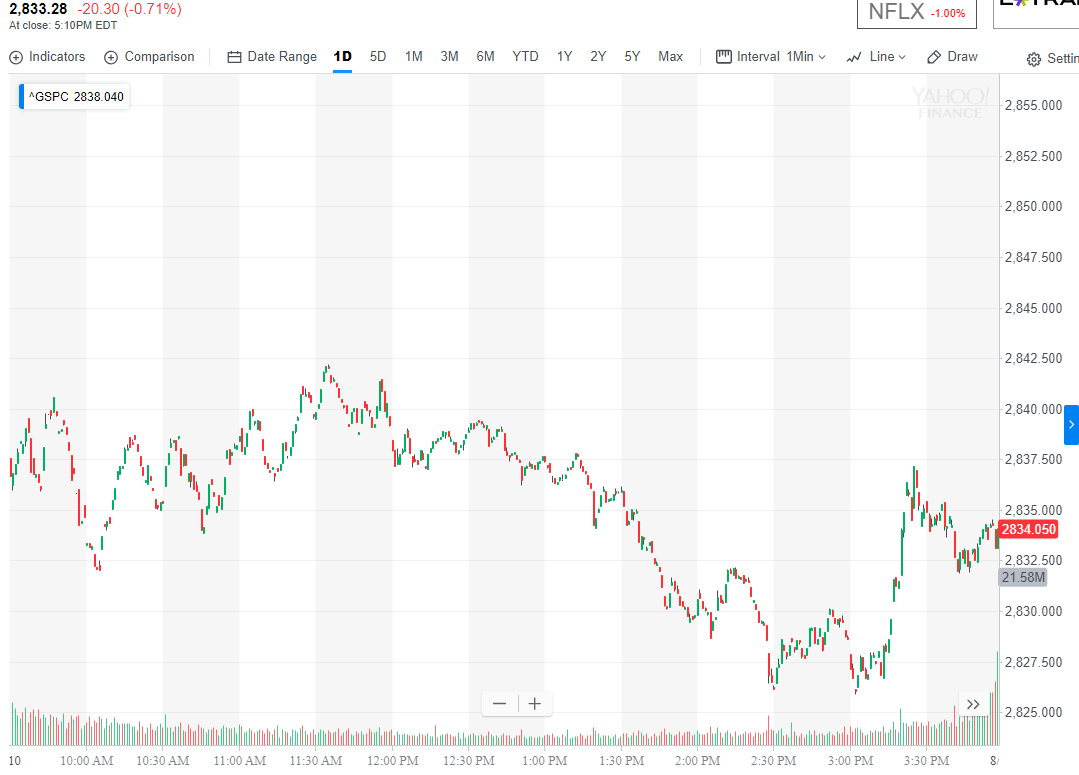 2,833.28 -20.30 (-0.71%)
At close: 5:10PM EDT
NFLX -1.00%
Indicators Comparison Date Range 1D 5D 1M 3M 6M YTD 1Y 2Y 5Y Max Interval 1Min Line Draw Settin
^GSPC 2838.040
YAHOO!
FINANCE
2,855.000
2,852.500
2,850.000
2,847.500
2,845.000
2,842.500
2,840.000
2,837.500
2,835.000
2834.050
2,832.500
21.58M
2,830.000
2,827.500
2,825.000
10 10:00 AM 10:30 AM 11:00 AM 11:30 AM 12:00 PM 12:30 PM 1:00 PM 1:30 PM 2:00 PM 2:30 PM 3:00 PM 3:30 PM 8/